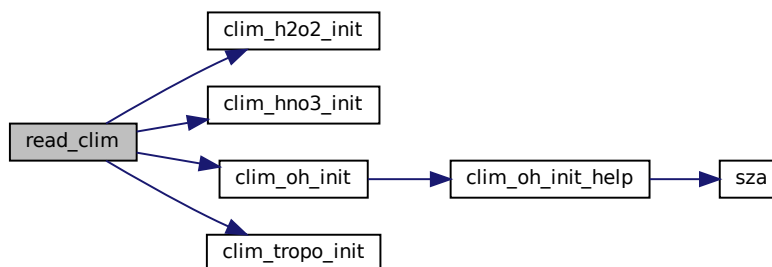 clim_h2o2_init
clim_hno3_init
read_clim
clim_oh_init
clim_oh_init_help
sza
clim_tropo_init